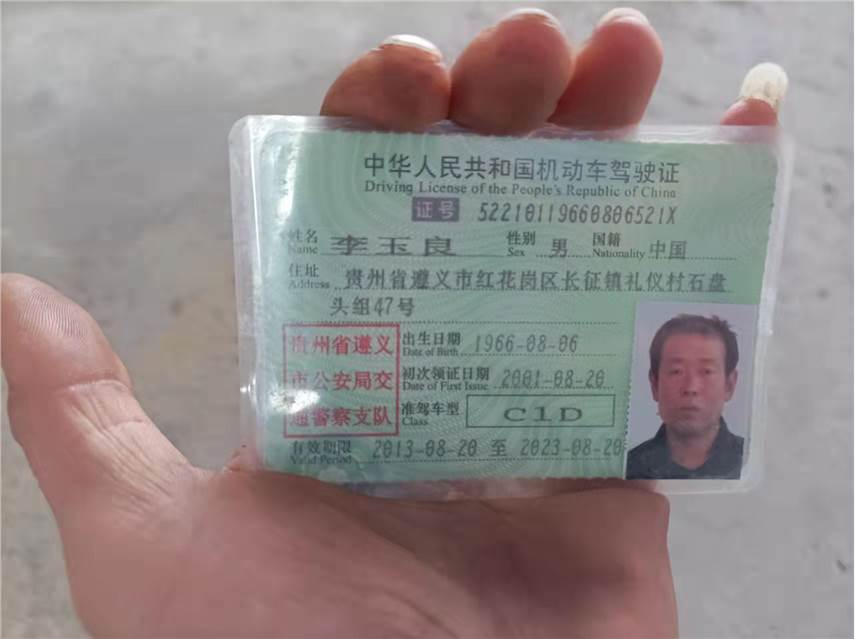 中华人民共和国机动车驾驶证
Driving License of the People's Republic of China
证号 52210119660806521X
姓名 Name 李玉良 性别 Sex 男 国籍 Nationality 中国
住址 Address 贵州省遵义市红花岗区长征镇礼仪村石盘
头组47号
贵州省遵义
市公安局交
通警察支队
出生日期 Date of Birth 1966-08-06
初次领证日期 Date of First Issue 2001-08-20
准驾车型 Class C1D
有效期限 Valid Period 2013-08-20 至 2023-08-20